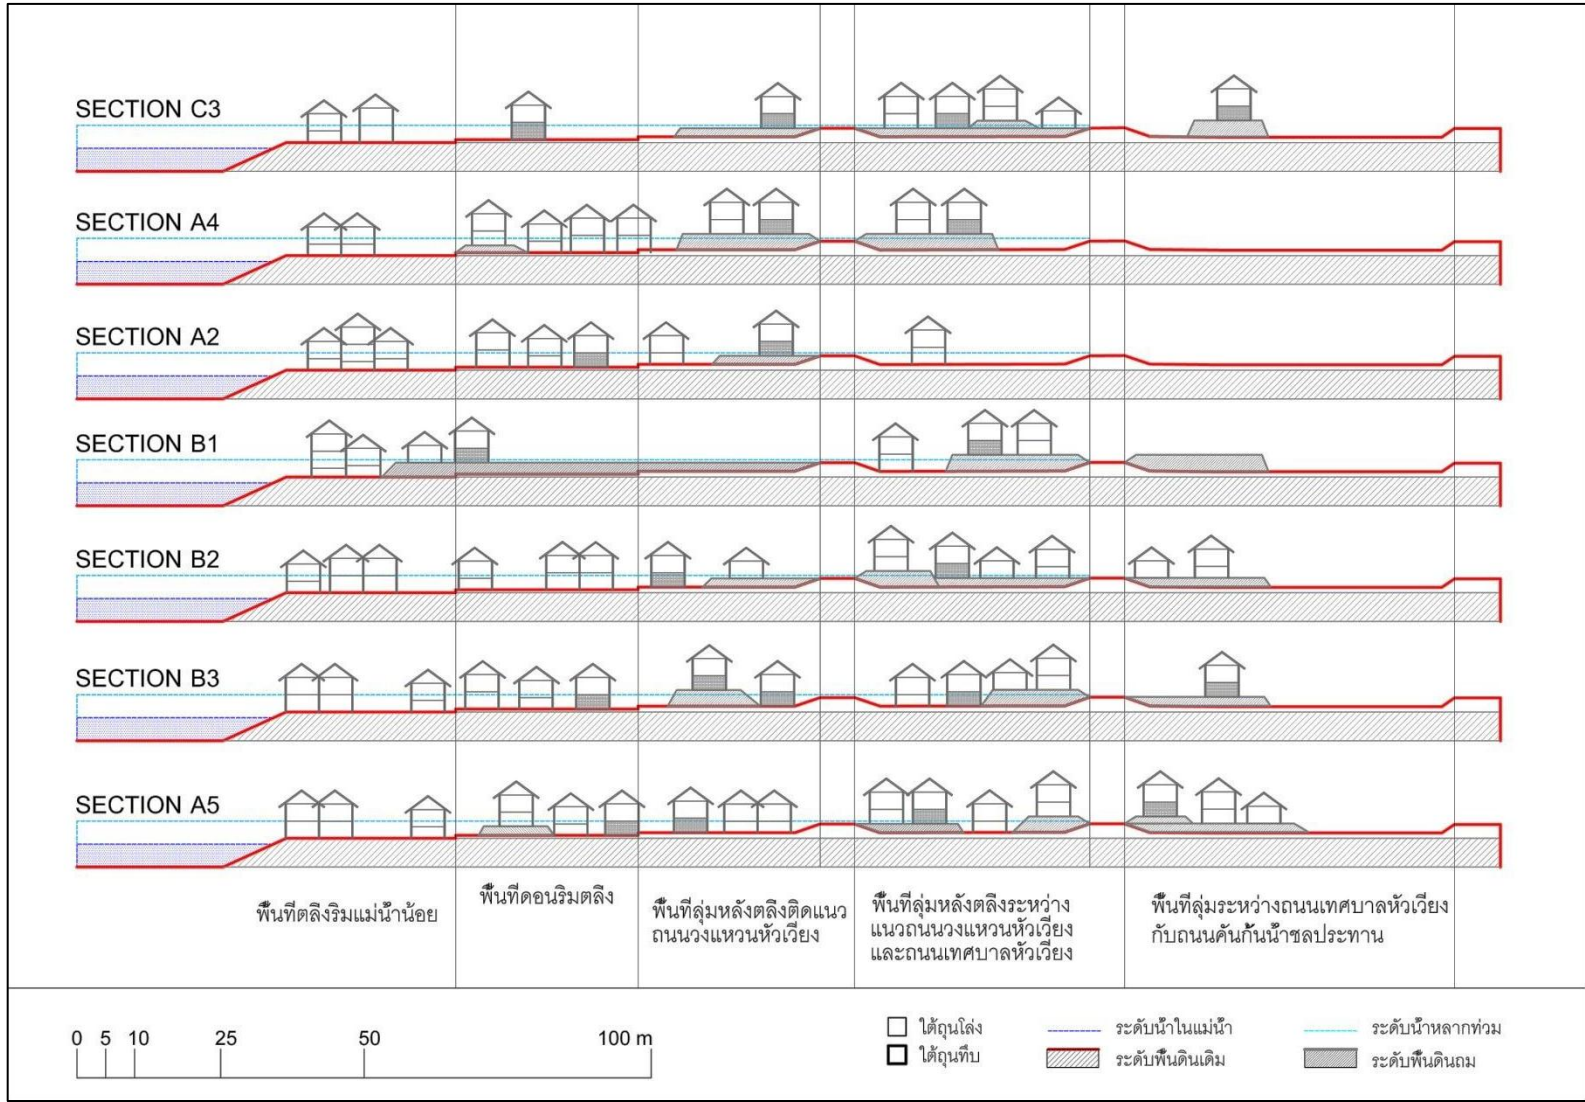 SECTION C3
SECTION A4
SECTION A2
SECTION B1
SECTION B2
SECTION B3
SECTION A5
พื้นที่ตลิ่งริมแม่น้ำน้อย
พื้นที่ดอนริมตลิ่ง
พื้นที่ลุ่มหลังตลิ่งติดแนว
ถนนวงแหวนหัวเวียง
พื้นที่ลุ่มหลังตลิ่งระหว่าง
แนวถนนวงแหวนหัวเวียง
และถนนเทศบาลหัวเวียง
พื้นที่ลุ่มระหว่างถนนเทศบาลหัวเวียง
กับถนนคันกั้นน้ำชลประทาน
0 5 10 25 50 100 m
ใต้ถุนโล่ง
ใต้ถุนทึบ
ระดับน้ำในแม่น้ำ
ระดับพื้นดินเดิม
ระดับน้ำหลากท่วม
ระดับพื้นดินถม